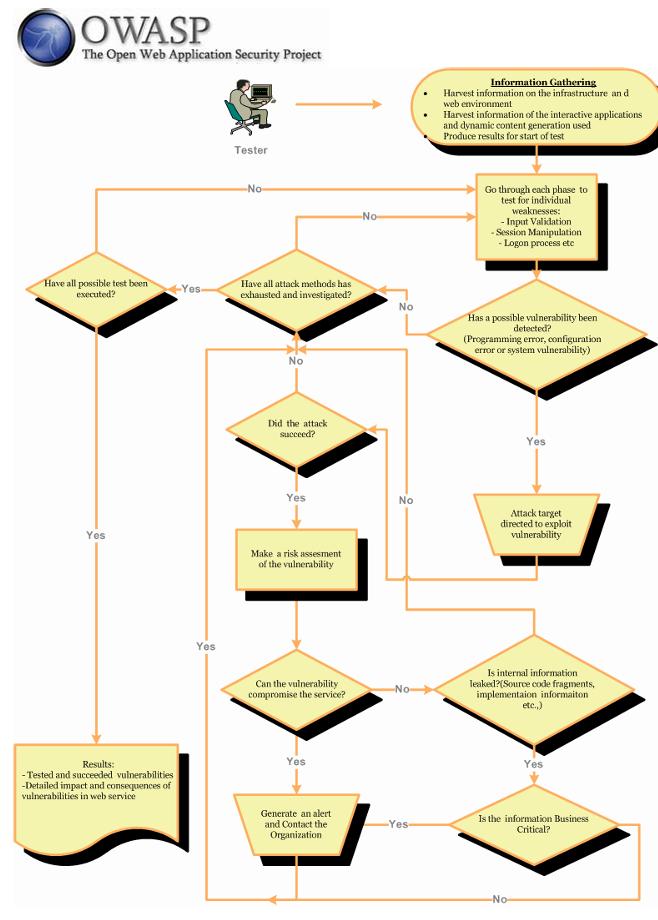 OWASP
The Open Web Application Security Project
Tester
Information Gathering
• Harvest information on the infrastructure an d
web environment
• Harvest information of the interactive applications
and dynamic content generation used
• Produce results for start of test
No
Go through each phase to
test for individual
weaknesses:
- Input Validation
- Session Manipulation
- Logon process etc
No
Have all possible test been
executed?
Yes
Have all attack methods has
exhausted and investigated?
No
Has a possible vulnerability been
detected?
(Programming error, configuration
error or system vulnerability)
No
Did the attack
succeed?
Yes
Yes
No
Attack target
directed to exploit
vulnerability
Yes
Make a risk assesment
of the vulnerability
Yes
Can the vulnerability
compromise the service?
No
Is internal information
leaked?(Source code fragments,
implementaion informaiton
etc.,)
Yes
Yes
Results:
- Tested and succeeded vulnerabilities
-Detailed impact and consequences of
vulnerabilities in web service
Generate an alert
and Contact the
Organization
Yes
Is the information Business
Critical?
No